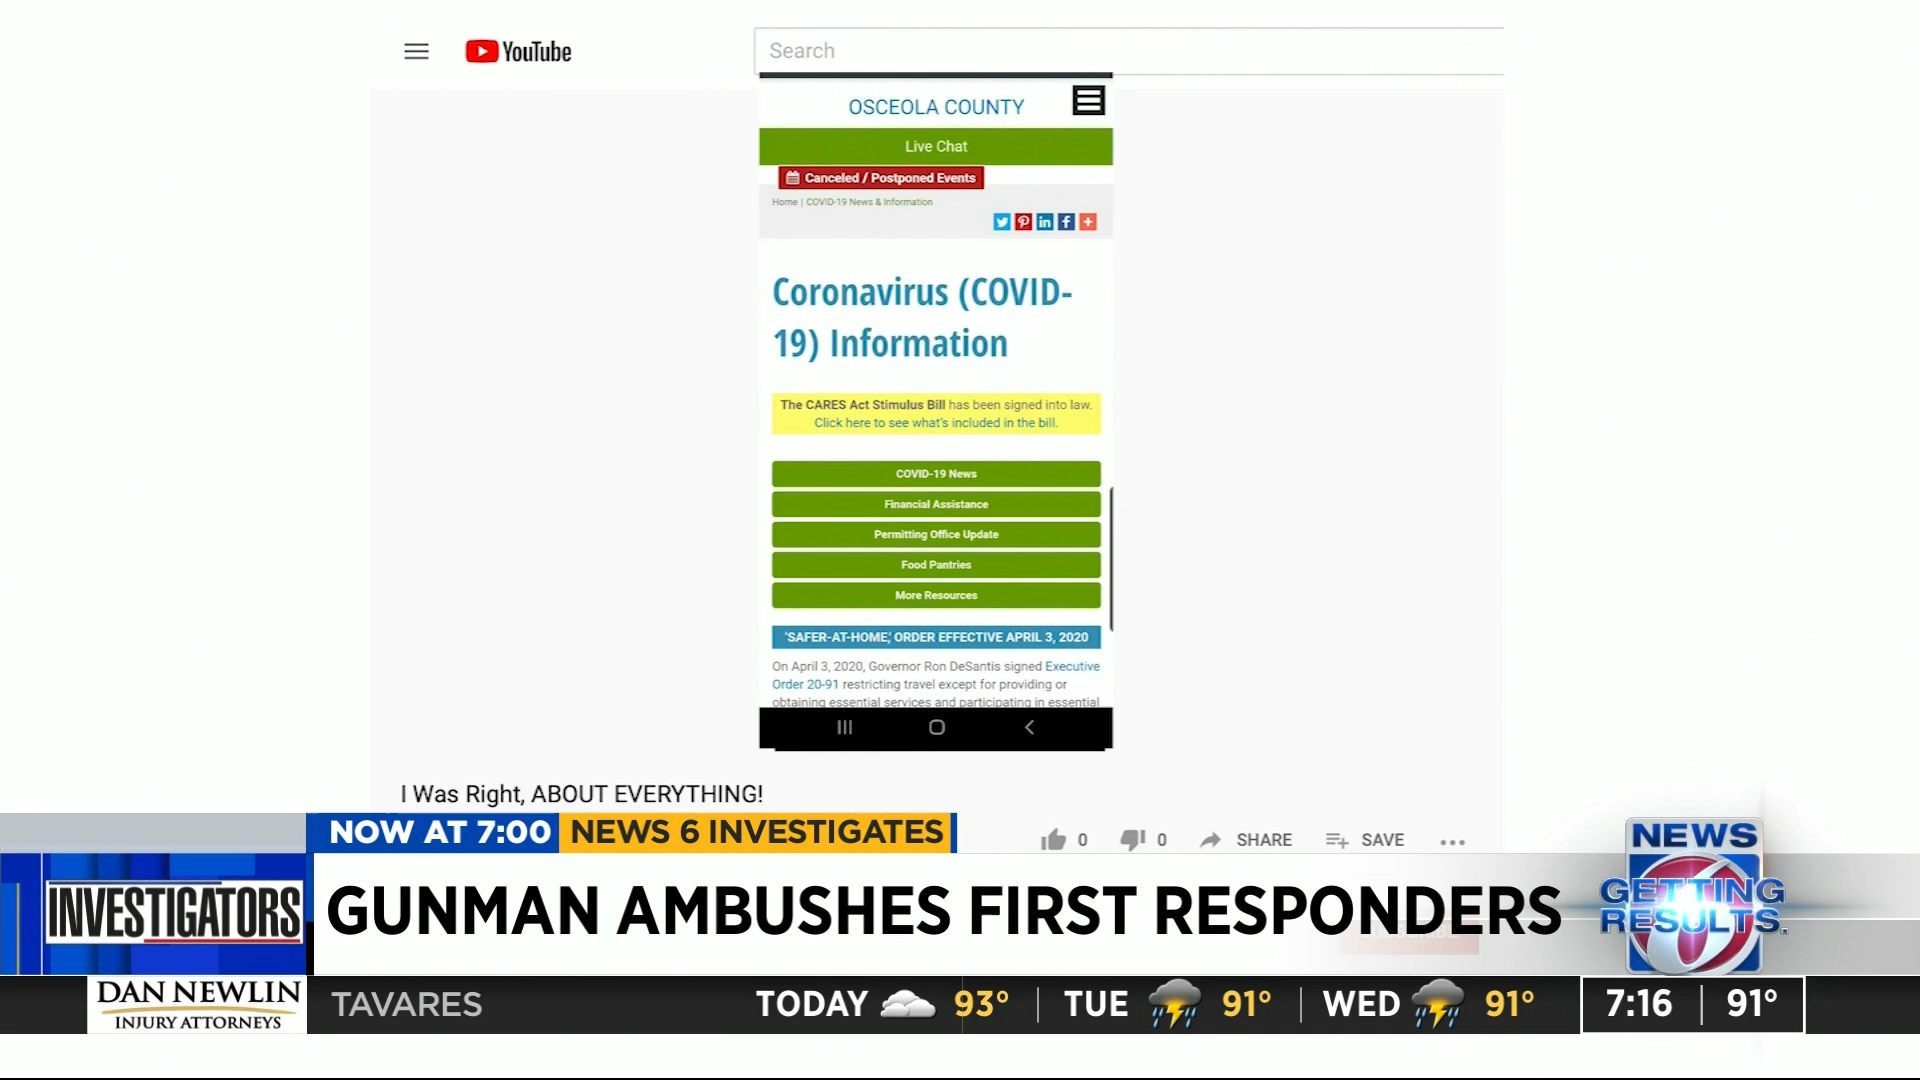 YouTube
Search
OSCEOLA COUNTY
Live Chat
Canceled / Postponed Events
Home | COVID-19 News & Information
Coronavirus (COVID-
19) Information
The CARES Act Stimulus Bill has been signed into law.
Click here to see what's included in the bill.
COVID-19 News
Financial Assistance
Permitting Office Update
Food Pantries
More Resources
'SAFER-AT-HOME,' ORDER EFFECTIVE APRIL 3, 2020
On April 3, 2020, Governor Ron DeSantis signed Executive
Order 20-91 restricting travel except for providing or
obtaining essential services and participating in essential
I Was Right, ABOUT EVERYTHING!
0 0 SHARE SAVE
NOW AT 7:00 NEWS 6 INVESTIGATES
INVESTIGATORS
GUNMAN AMBUSHES FIRST RESPONDERS
NEWS
6
GETTING
RESULTS.
DAN NEWLIN
INJURY ATTORNEYS
TAVARES TODAY 93° TUE 91° WED 91° 7:16 91°